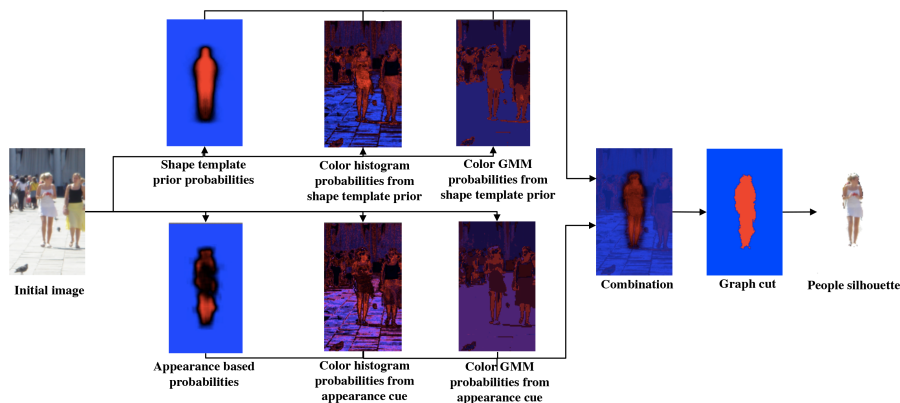 Shape template
prior probabilities
Color histogram
probabilities from
shape template prior
Color GMM
probabilities from
shape template prior
Initial image
Combination
Graph cut
People silhouette
Appearance based
probabilities
Color histogram
probabilities from
appearance cue
Color GMM
probabilities from
appearance cue